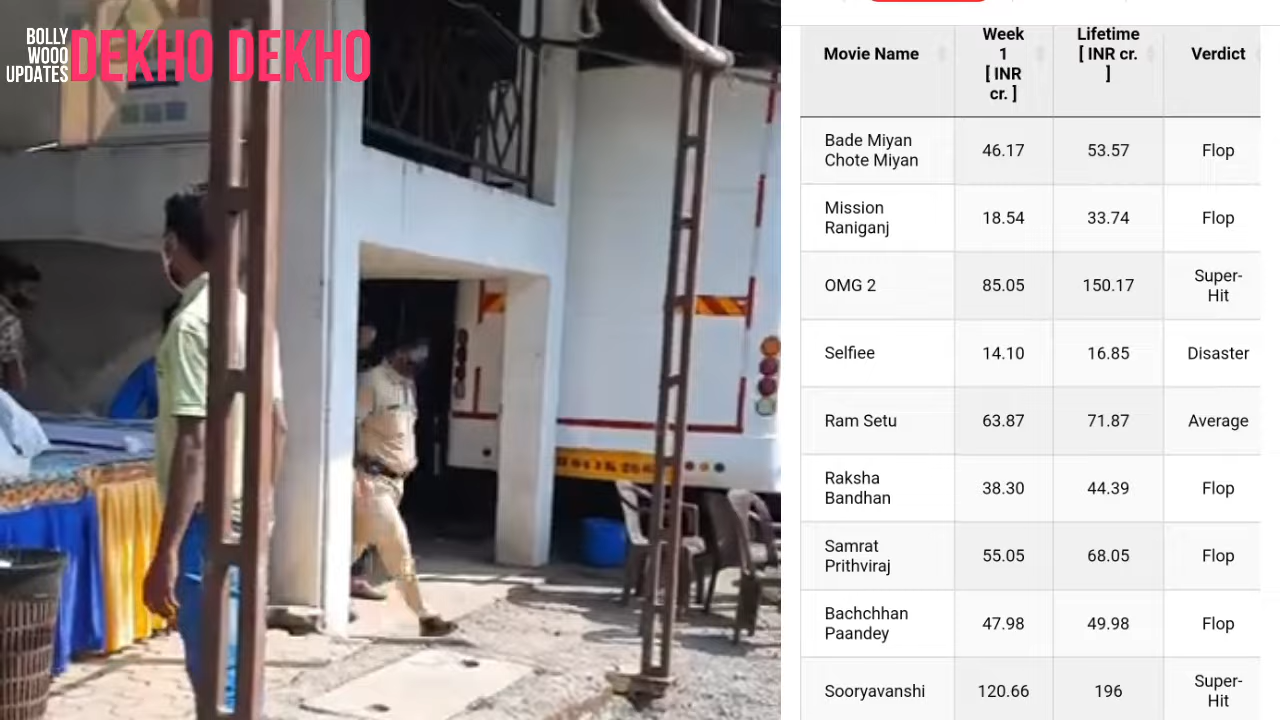 BOLLY
WOOD
UPDATES
DEKHO DEKHO
Movie Name
Week
1
[ INR
cr. ]
Lifetime
[ INR cr.
]
Verdict
Bade Miyan
Chote Miyan
46.17
53.57
Flop
Mission
Raniganj
18.54
33.74
Flop
OMG 2
85.05
150.17
Super-
Hit
Selfiee
14.10
16.85
Disaster
Ram Setu
63.87
71.87
Average
Raksha
Bandhan
38.30
44.39
Flop
Samrat
Prithviraj
55.05
68.05
Flop
Bachchhan
Paandey
47.98
49.98
Flop
Sooryavanshi
120.66
196
Super-
Hit